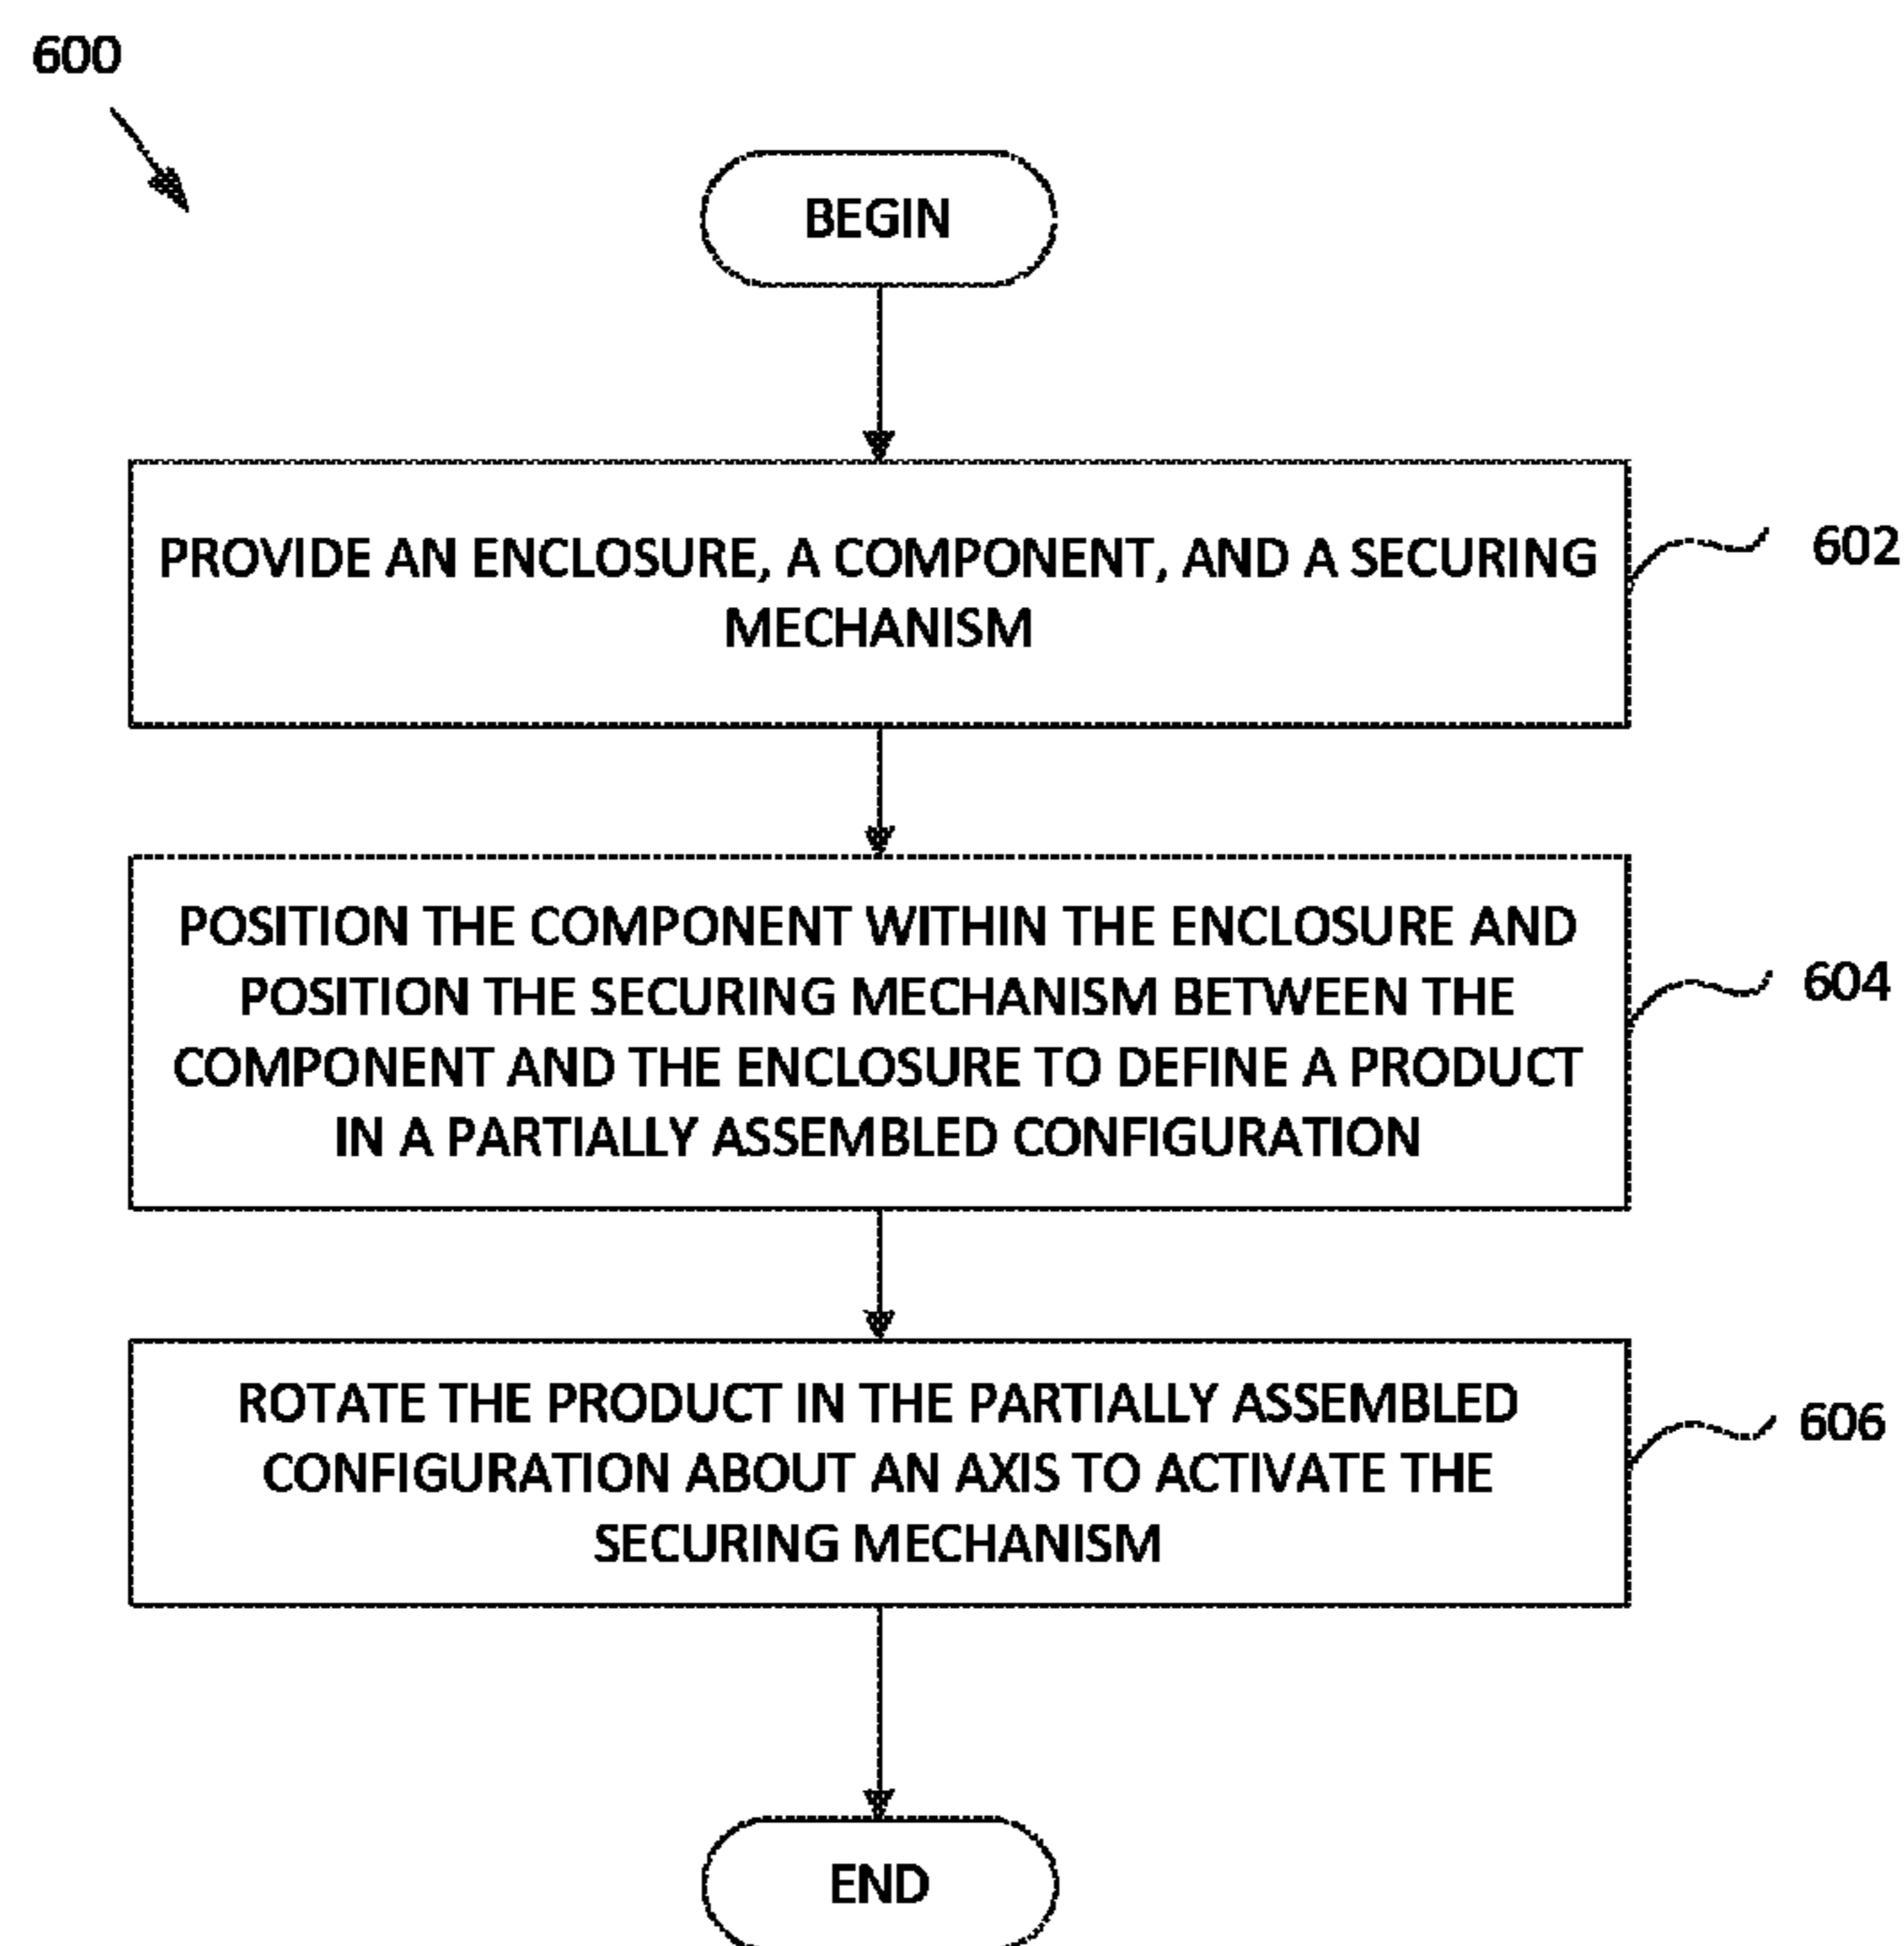 600
BEGIN
PROVIDE AN ENCLOSURE, A COMPONENT, AND A SECURING
MECHANISM
602
POSITION THE COMPONENT WITHIN THE ENCLOSURE AND
POSITION THE SECURING MECHANISM BETWEEN THE
COMPONENT AND THE ENCLOSURE TO DEFINE A PRODUCT
IN A PARTIALLY ASSEMBLED CONFIGURATION
604
ROTATE THE PRODUCT IN THE PARTIALLY ASSEMBLED
CONFIGURATION ABOUT AN AXIS TO ACTIVATE THE
SECURING MECHANISM
606
END